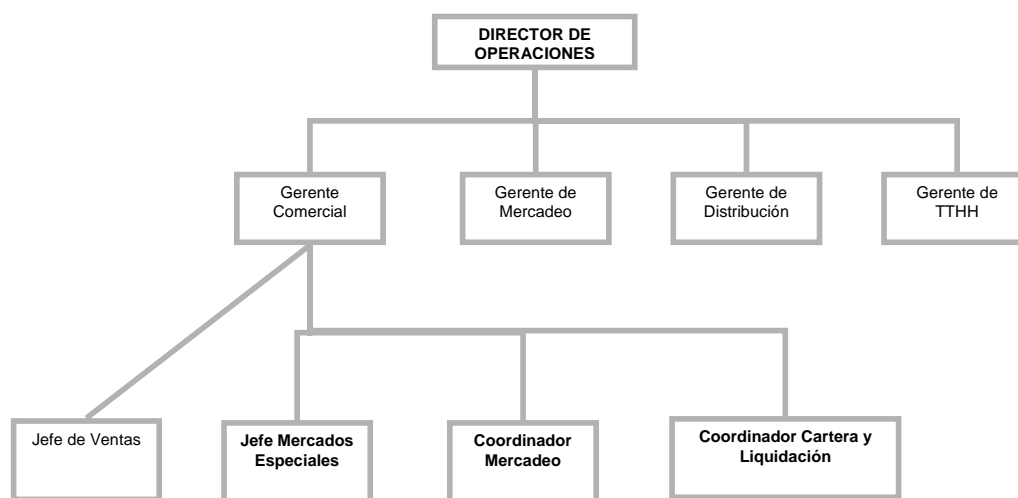 DIRECTOR DE
OPERACIONES
Gerente
Comercial
Gerente de
Mercadeo
Gerente de
Distribución
Gerente de
TTHH
Jefe de Ventas
Jefe Mercados
Especiales
Coordinador
Mercadeo
Coordinador Cartera y
Liquidación